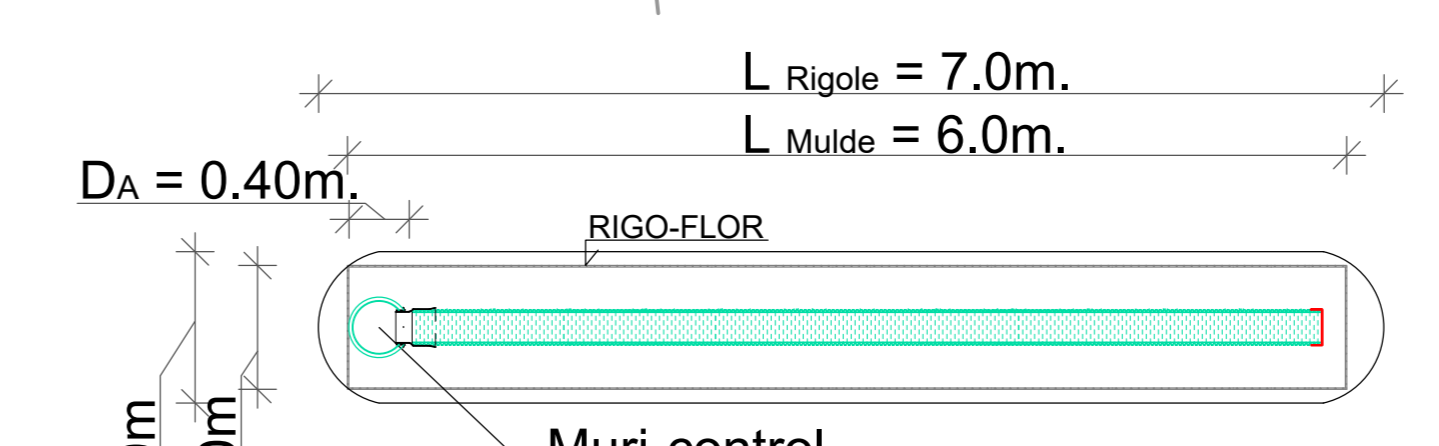 L Rigole = 7.0m.
L Mulde = 6.0m.
DA = 0.40m.
RIGO-FLOR